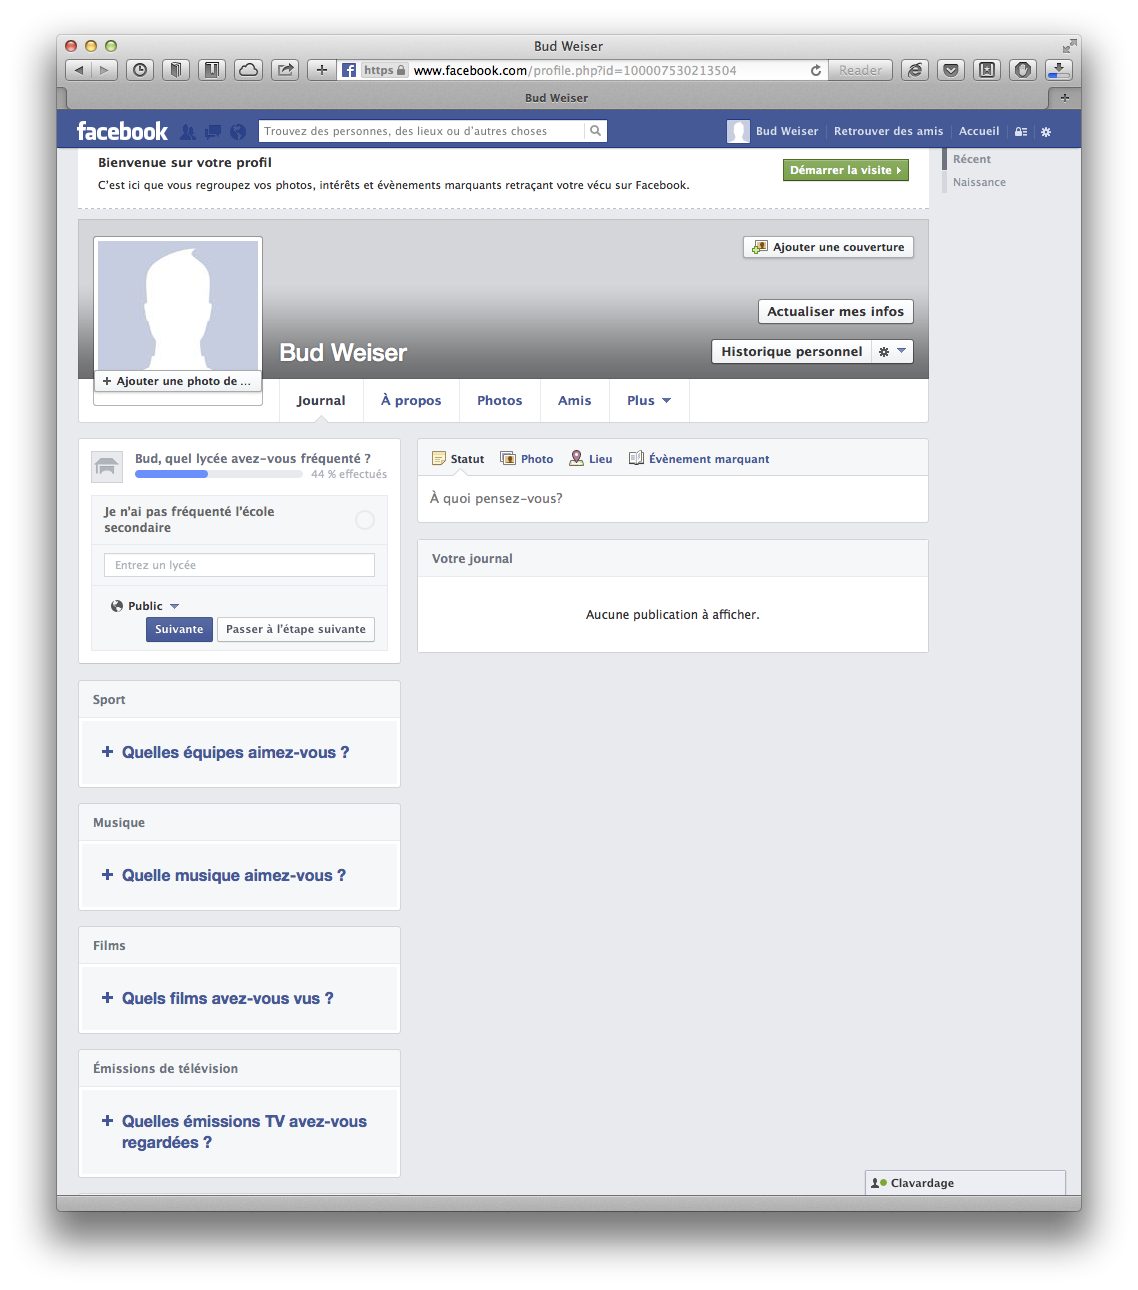 Bud Weiser
https www.facebook.com/profile.php?id=100007530213504 Reader
Bud Weiser
facebook Trouvez des personnes, des lieux ou d'autres choses Bud Weiser Retrouver des amis Accueil
Bienvenue sur votre profil
C'est ici que vous regroupez vos photos, intérêts et évènements marquants retraçant votre vécu sur Facebook.
Démarrer la visite
Récent
Naissance
Ajouter une couverture
Actualiser mes infos
Bud Weiser
Historique personnel
+ Ajouter une photo de ...
Journal À propos Photos Amis Plus
Bud, quel lycée avez-vous fréquenté ?
44 % effectués
Je n'ai pas fréquenté l'école
secondaire
Entrez un lycée
Public
Suivante Passer à l'étape suivante
Statut Photo Lieu Évènement marquant
À quoi pensez-vous?
Votre journal
Aucune publication à afficher.
Sport
+ Quelles équipes aimez-vous ?
Musique
+ Quelle musique aimez-vous ?
Films
+ Quels films avez-vous vus ?
Émissions de télévision
+ Quelles émissions TV avez-vous
regardées ?
Clavardage